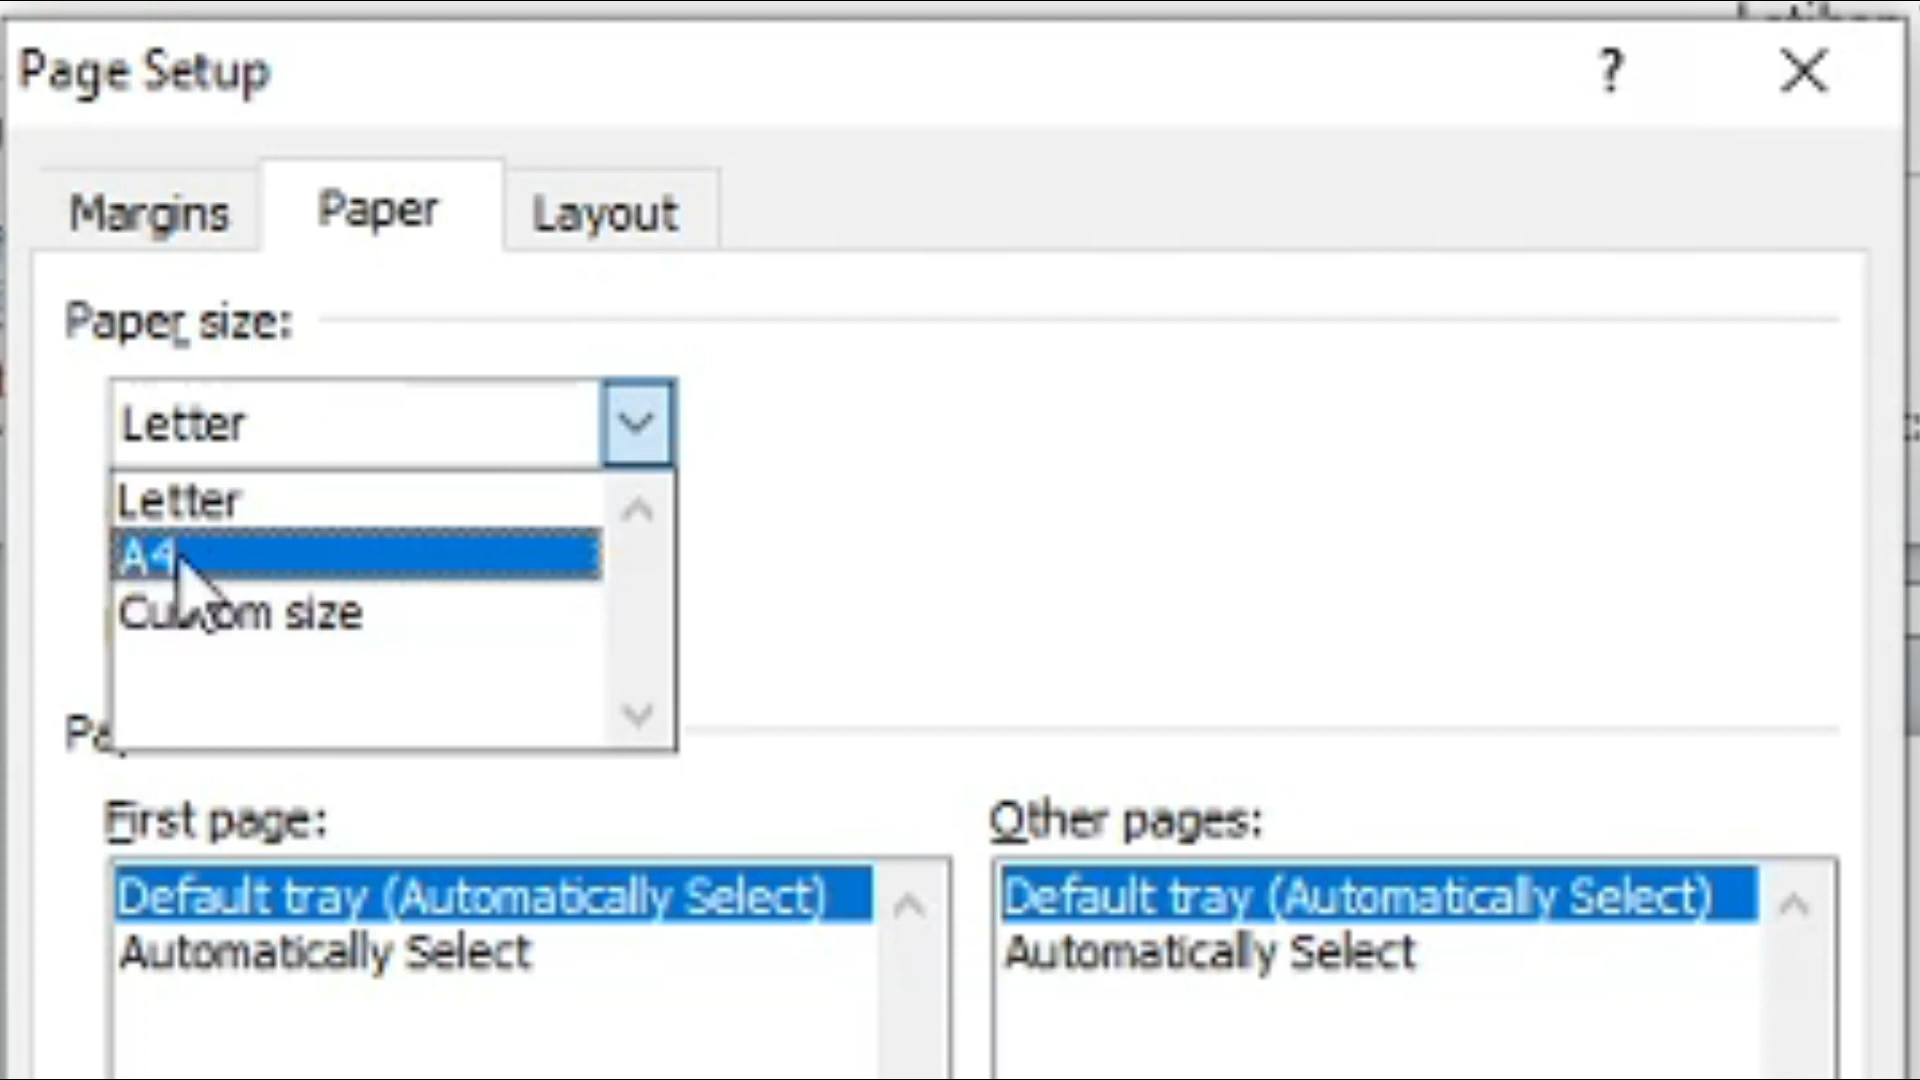 Page Setup
Margins Paper Layout
Paper size:
Letter
Letter
A4
Custom size
First page: Other pages:
Default tray (Automatically Select) Default tray (Automatically Select)
Automatically Select Automatically Select